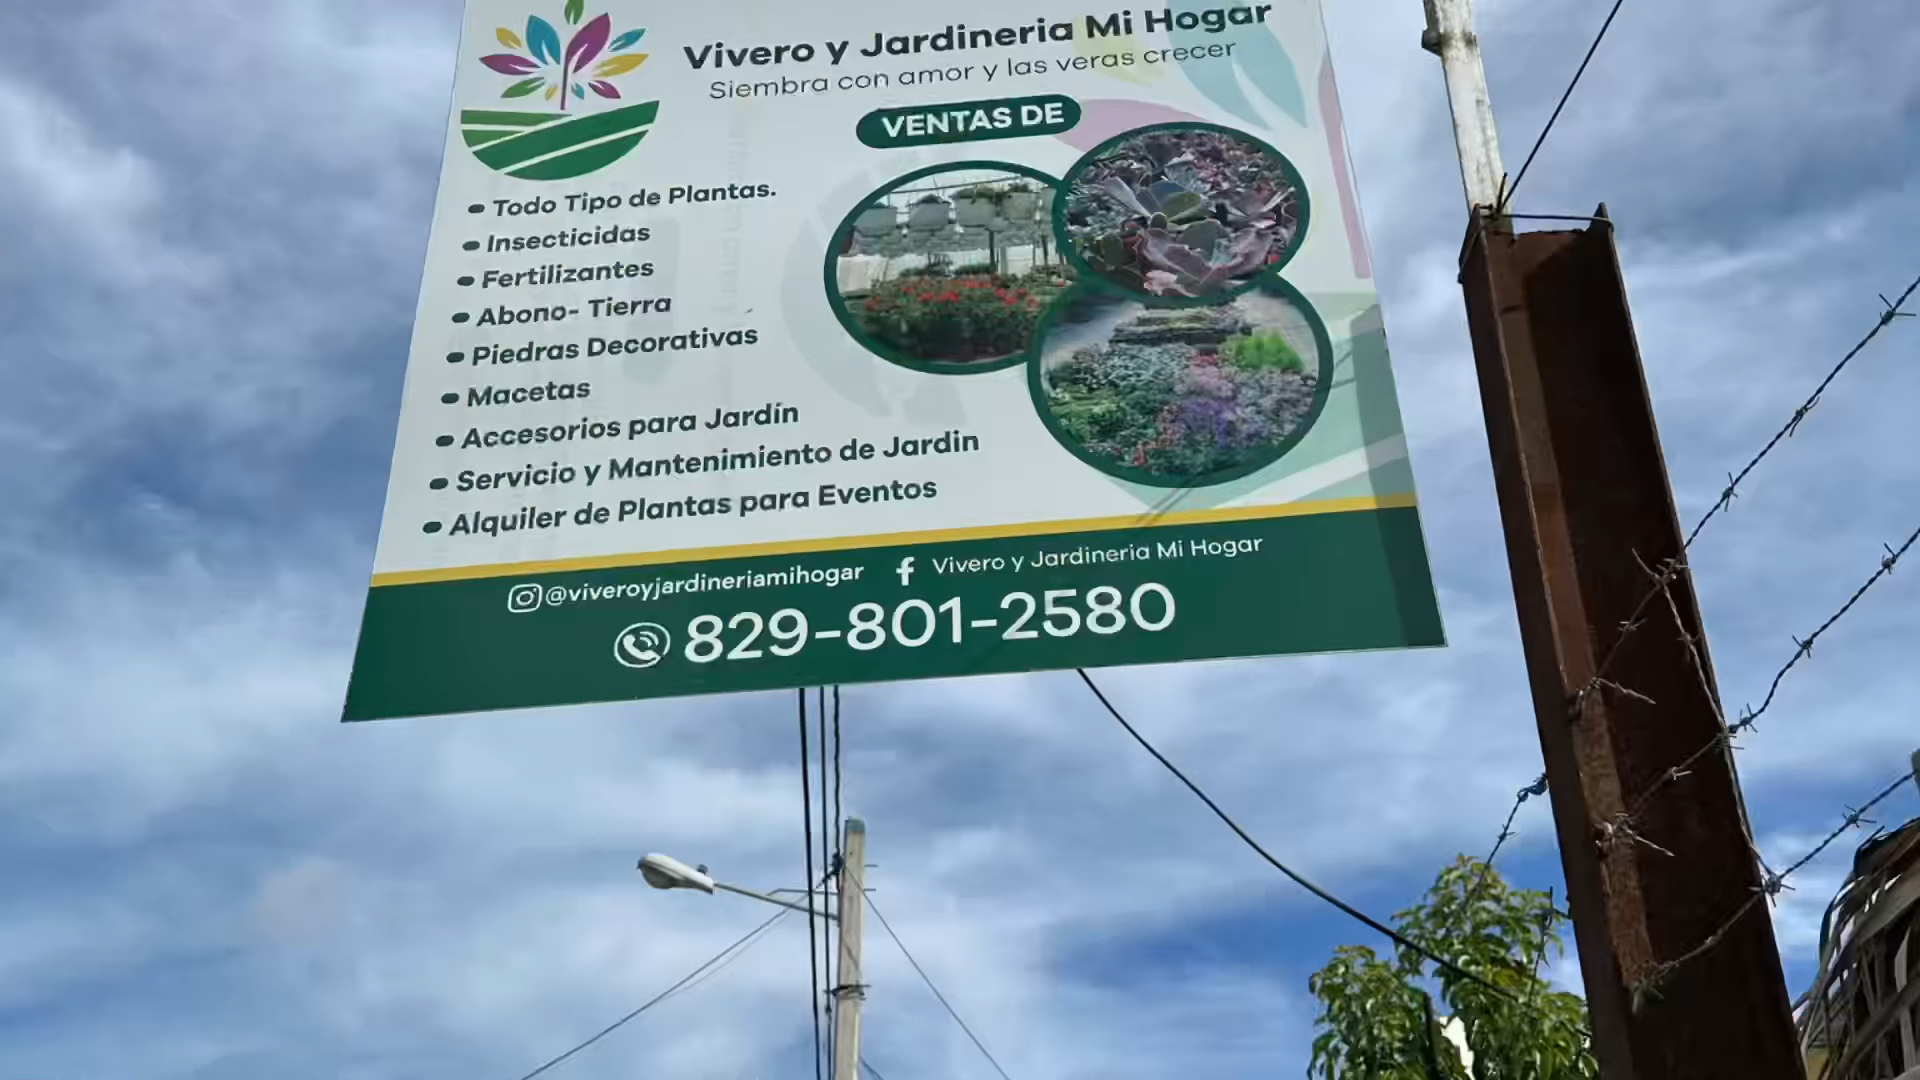 Vivero y Jardineria Mi Hogar
Siembra con amor y las veras crecer
VENTAS DE
• Todo Tipo de Plantas.
• Insecticidas
• Fertilizantes
• Abono- Tierra
• Piedras Decorativas
• Macetas
• Accesorios para Jardín
• Servicio y Mantenimiento de Jardin
• Alquiler de Plantas para Eventos
@viveroyjardineriamihogar
Vivero y Jardineria Mi Hogar
829-801-2580